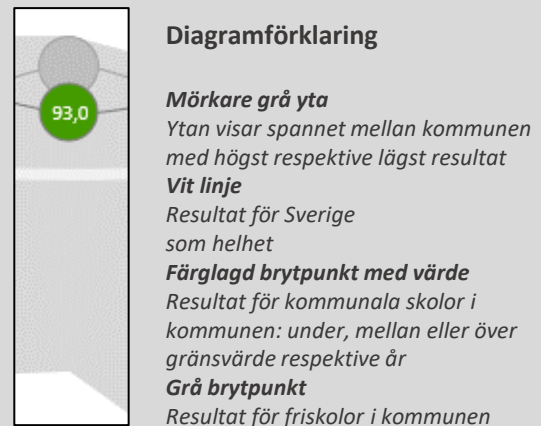 Diagramförklaring
93,0
Mörkare grå yta
Ytan visar spannet mellan kommunen
med högst respektive lägst resultat
Vit linje
Resultat för Sverige
som helhet
Färglagd brytpunkt med värde
Resultat för kommunala skolor i
kommunen: under, mellan eller över
gränsvärde respektive år
Grå brytpunkt
Resultat för friskolor i kommunen